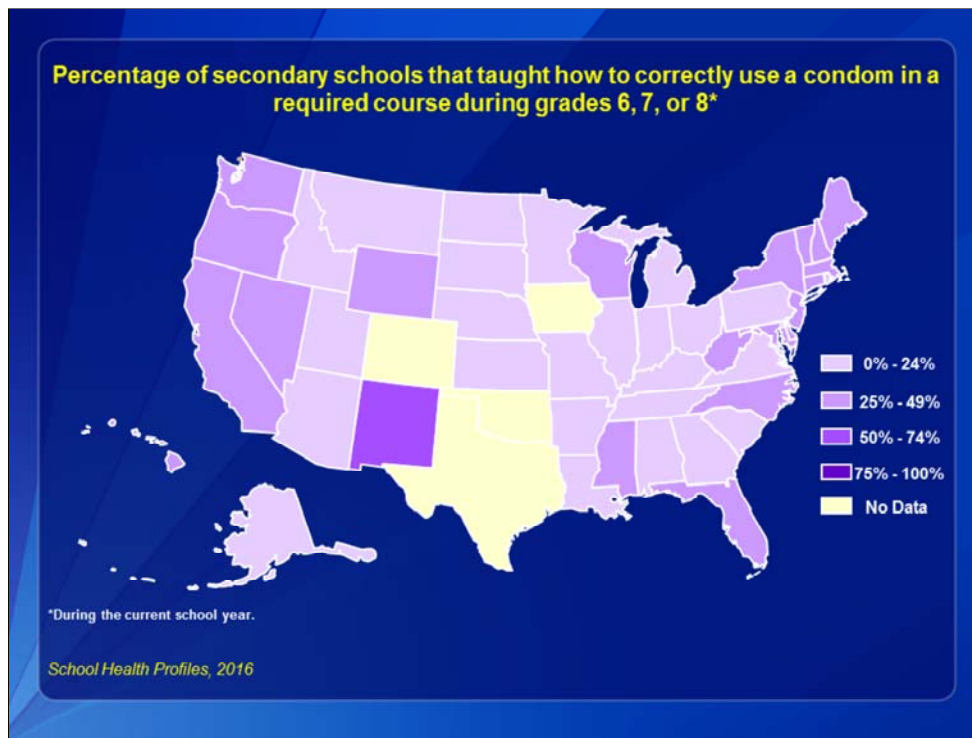 Percentage of secondary schools that taught how to correctly use a condom in a
required course during grades 6, 7, or 8*
0% - 24%
25% - 49%
50% - 74%
75% - 100%
No Data
*During the current school year.
School Health Profiles, 2016